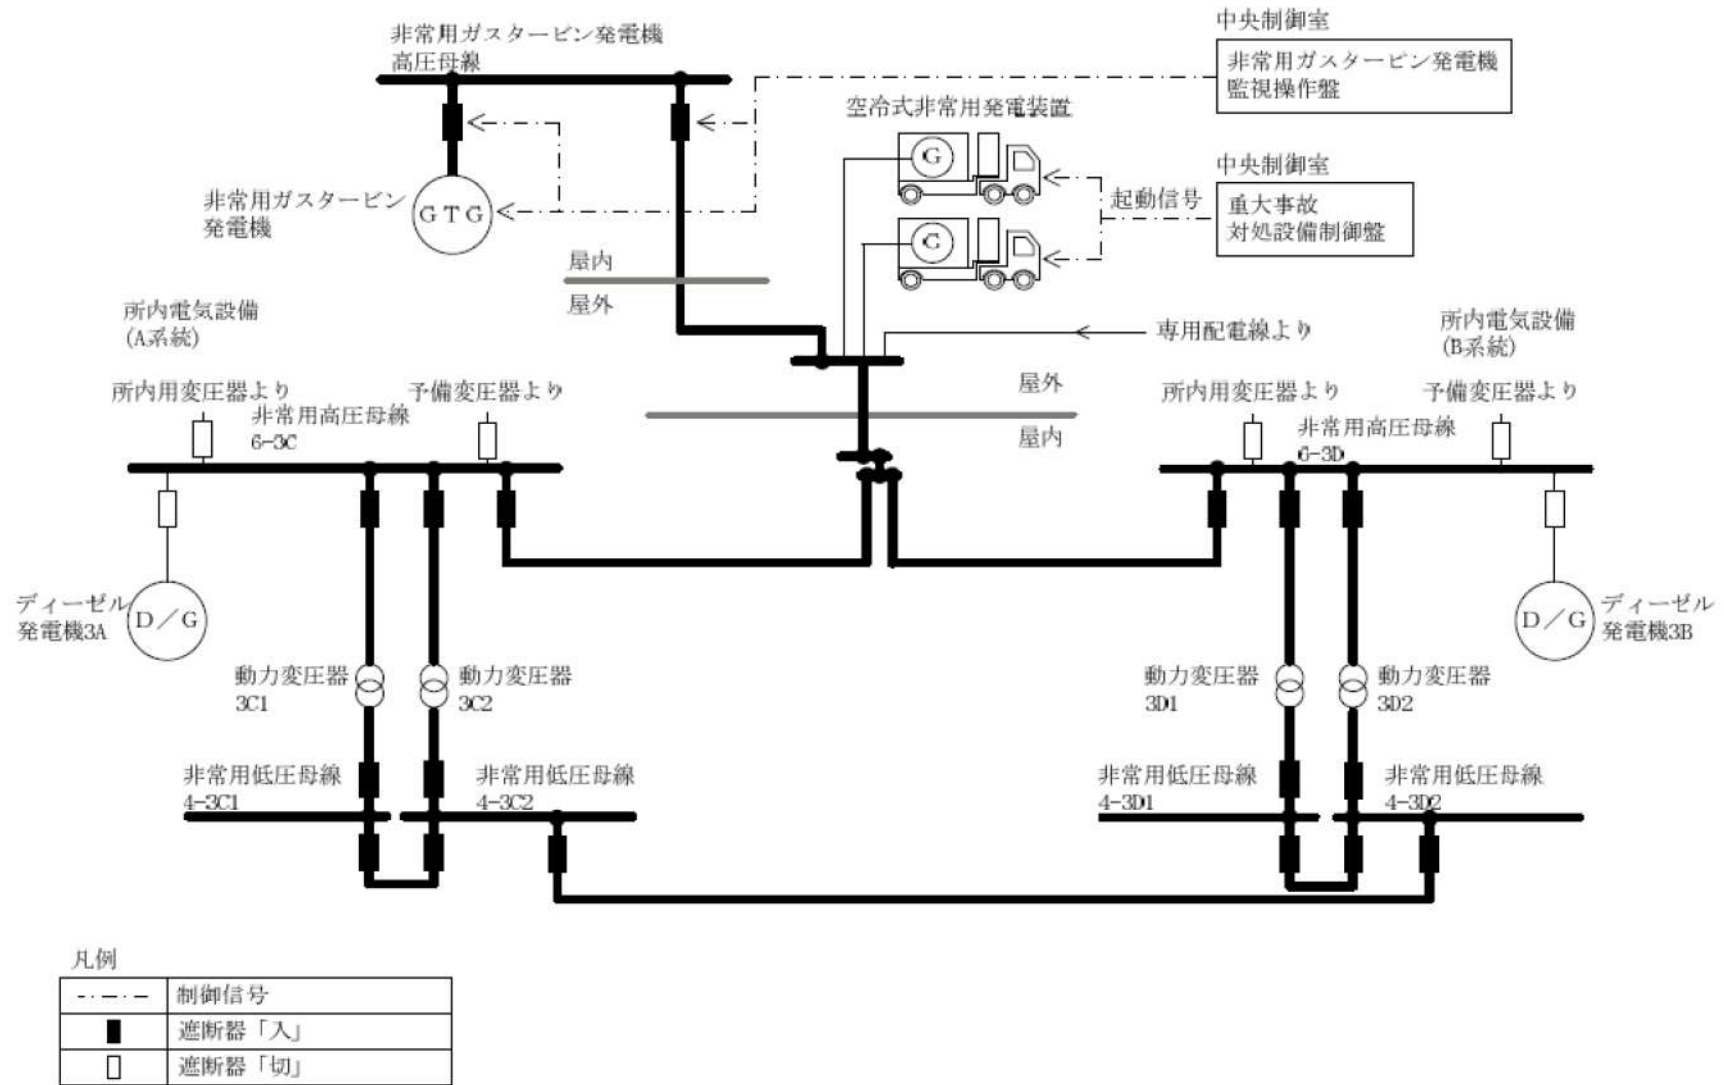 非常用ガスタービン発電機
高圧母線
中央制御室
非常用ガスタービン発電機
監視操作盤
空冷式非常用発電装置
G
中央制御室
起動信号
重大事故
対処設備制御盤
C
非常用ガスタービン
発電機
GTG
屋内
屋外
所内電気設備
(A系統)
専用配電線より
所内電気設備
(B系統)
所内用変圧器より
予備変圧器より
非常用高圧母線
6-3C
屋外
屋内
所内用変圧器より
予備変圧器より
非常用高圧母線
6-3D
ディーゼル
発電機3A
D/G
D/G
ディーゼル
発電機3B
動力変圧器
3C1
動力変圧器
3C2
動力変圧器
3D1
動力変圧器
3D2
非常用低圧母線
4-3C1
非常用低圧母線
4-3C2
非常用低圧母線
4-3D1
非常用低圧母線
4-3D2
凡例
制御信号
遮断器「入」
遮断器「切」